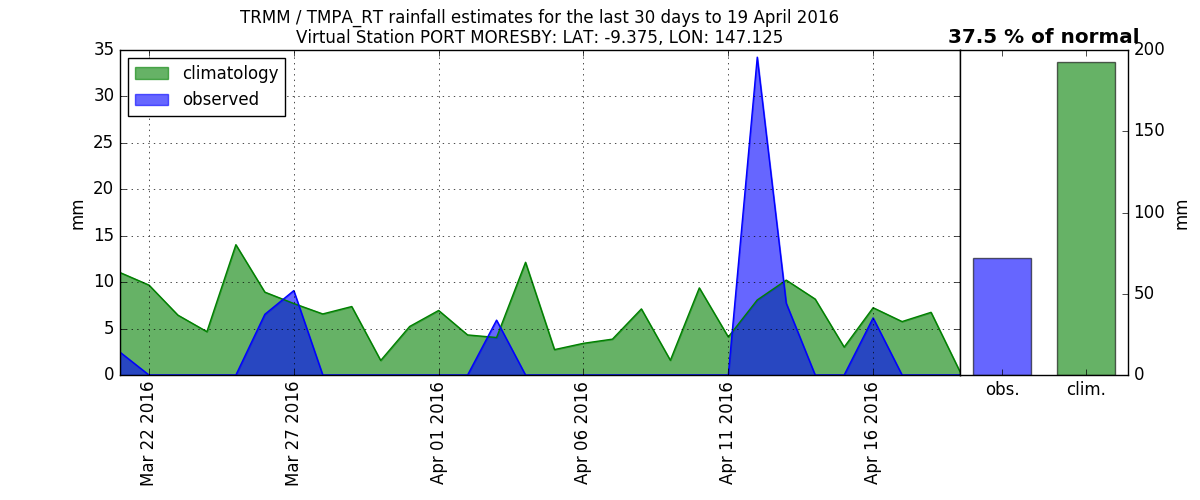 TRMM / TMPA_RT rainfall estimates for the last 30 days to 19 April 2016
Virtual Station PORT MORESBY: LAT: -9.375, LON: 147.125
37.5 % of normal
climatology
observed
35
30
25
20
15
10
5
0
mm
Mar 22 2016
Mar 27 2016
Apr 01 2016
Apr 06 2016
Apr 11 2016
Apr 16 2016
200
150
100
50
0
mm
obs.
clim.